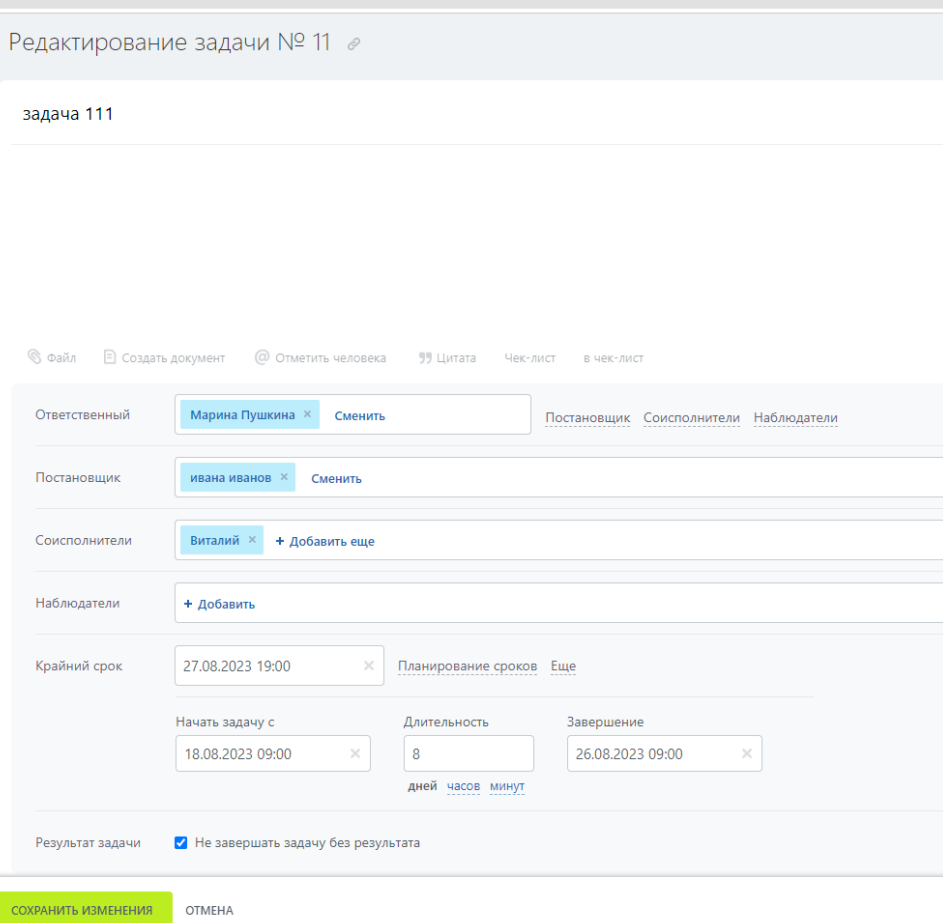 Редактирование задачи № 11
задача 111
Файл Создать документ @ Отметить человека Цитата Чек-лист в чек-лист
Ответственный Марина Пушкина × Сменить Постановщик Соисполнители Наблюдатели
Постановщик ивана иванов × Сменить
Соисполнители Виталий × + Добавить еще
Наблюдатели + Добавить
Крайний срок 27.08.2023 19:00 × Планирование сроков Еще
Начать задачу с Длительность Завершение
18.08.2023 09:00 × 8 26.08.2023 09:00 ×
дней часов минут
Результат задачи Не завершать задачу без результата
СОХРАНИТЬ ИЗМЕНЕНИЯ ОТМЕНА